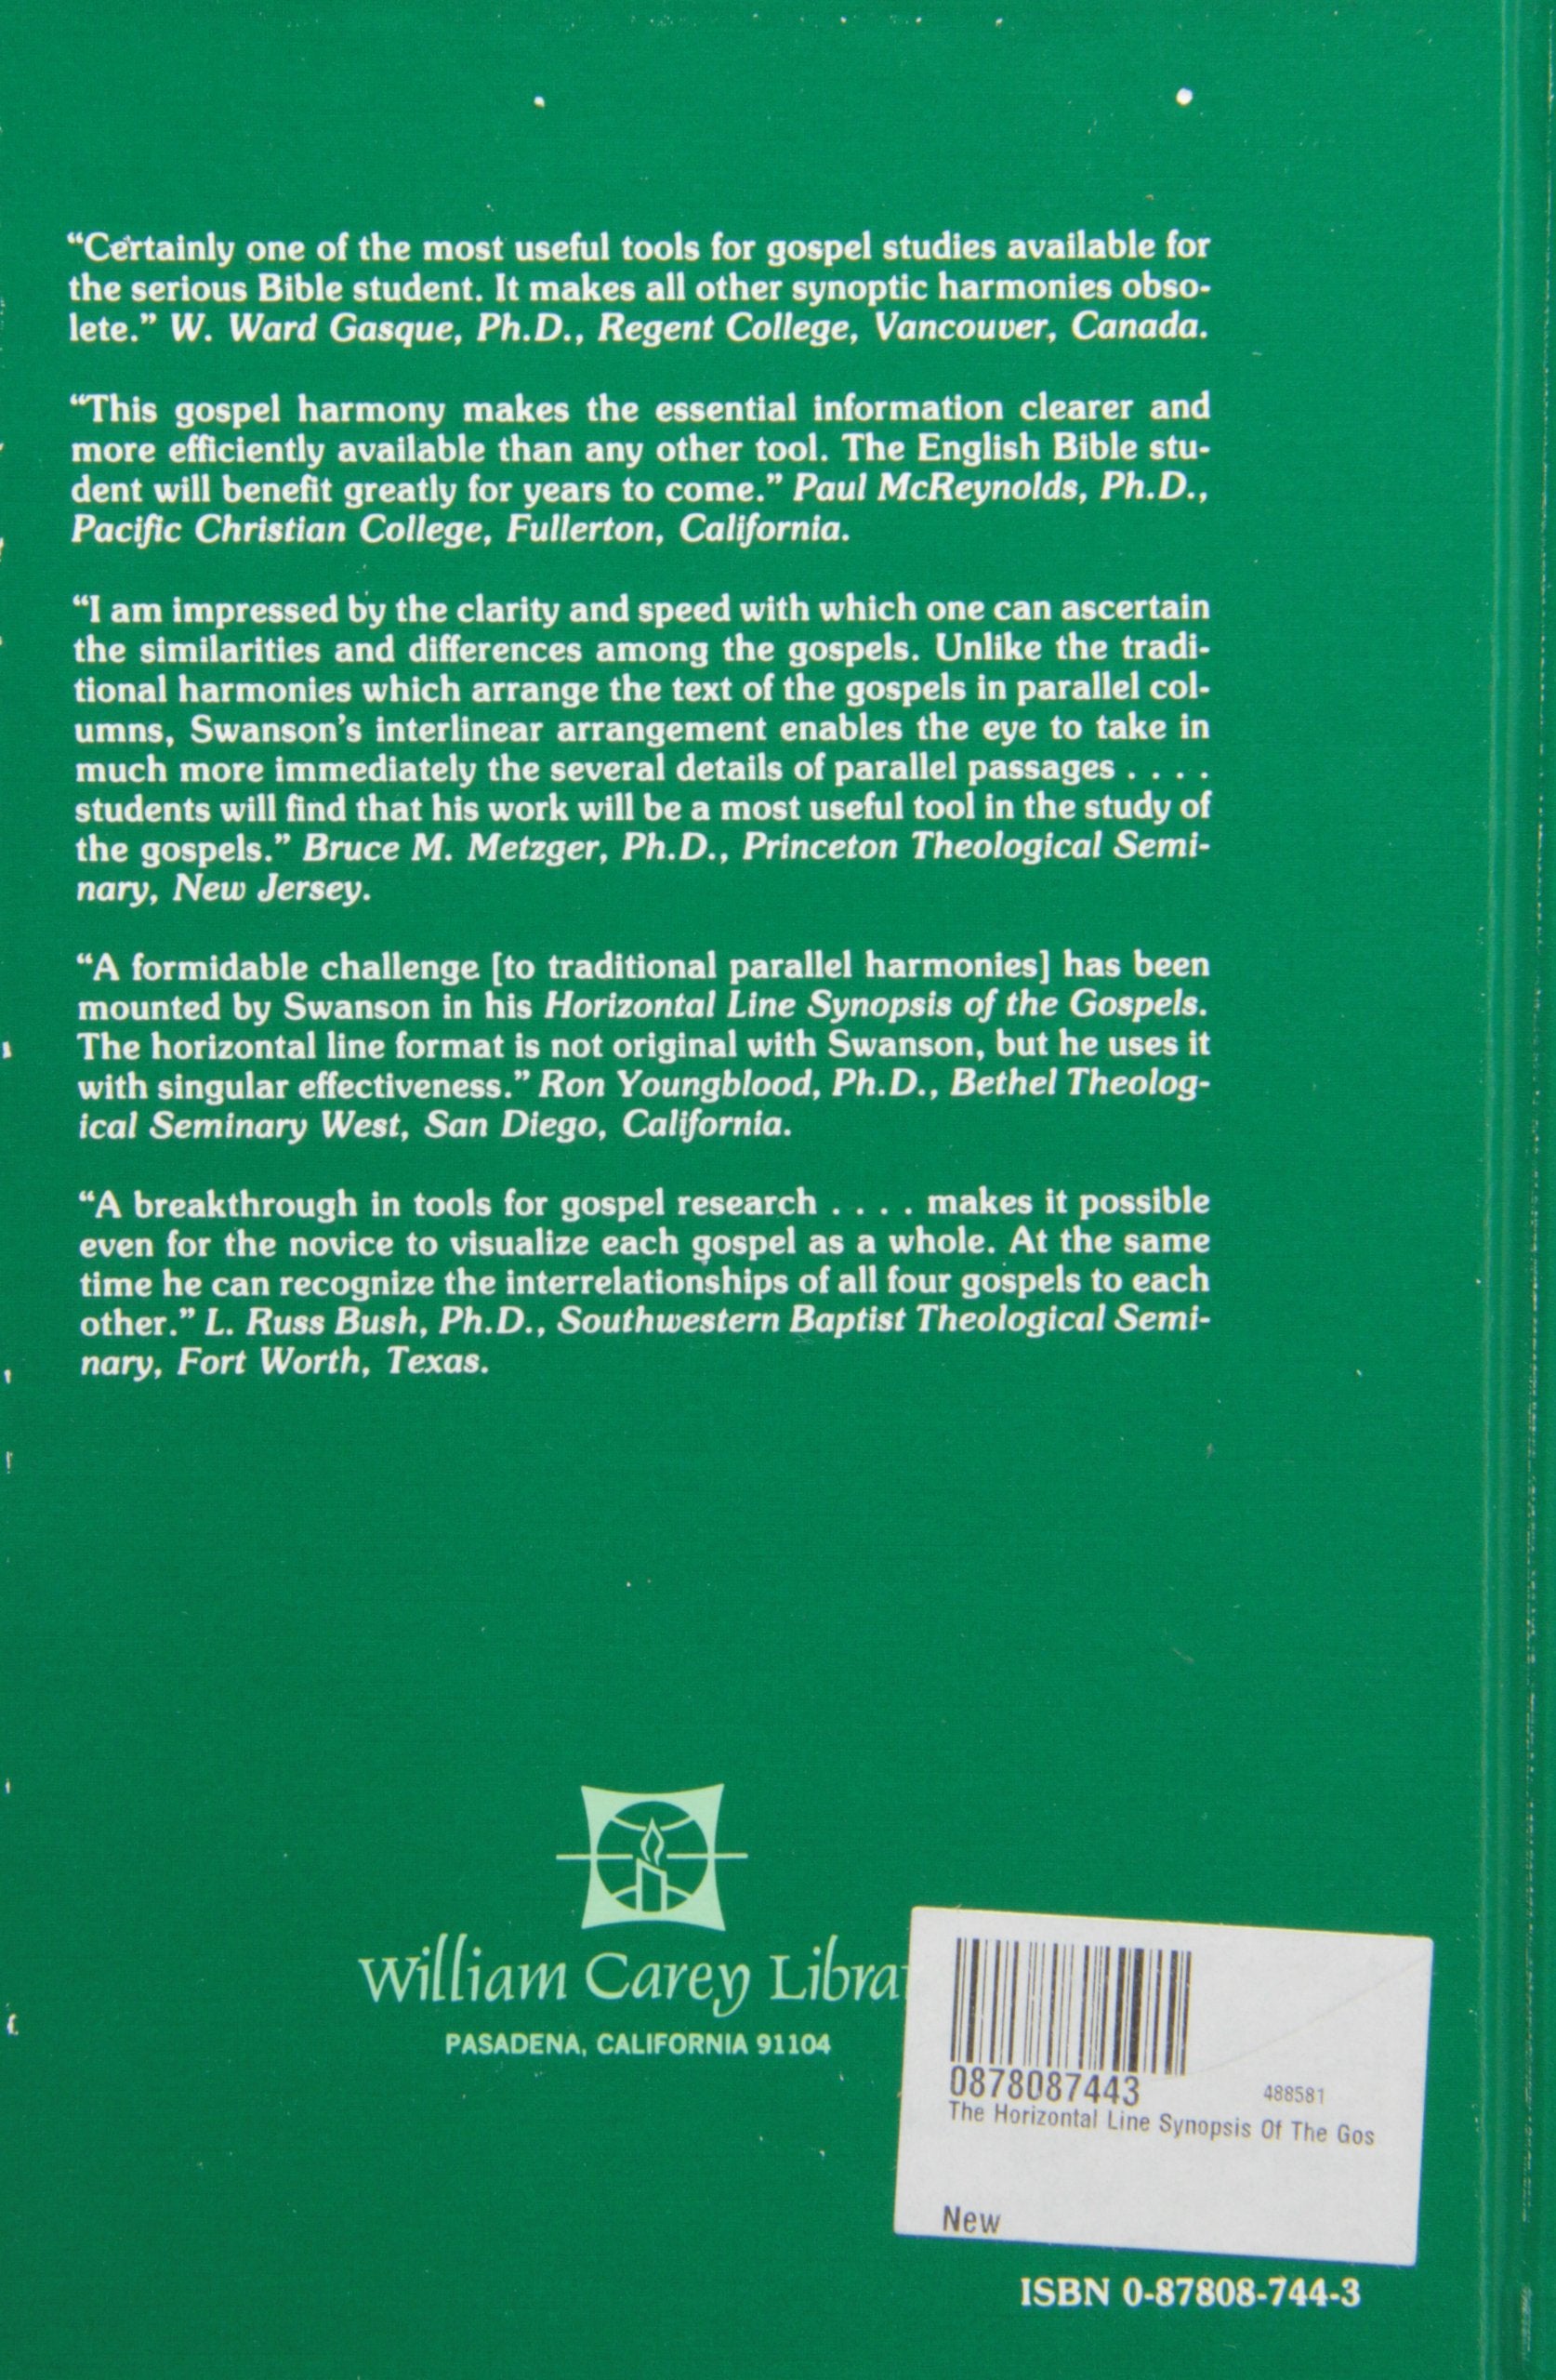 “Certainly one of the most useful tools for gospel studies available for
the serious Bible student. It makes all other synoptic harmonies obso-
lete.” W. Ward Gasque, Ph.D., Regent College, Vancouver, Canada.
“This gospel harmony makes the essential information clearer and
more efficiently available than any other tool. The English Bible stu-
dent will benefit greatly for years to come.” Paul McReynolds, Ph.D.,
Pacific Christian College, Fullerton, California.
“I am impressed by the clarity and speed with which one can ascertain
the similarities and differences among the gospels. Unlike the tradi-
tional harmonies which arrange the text of the gospels in parallel col-
umns, Swanson’s interlinear arrangement enables the eye to take in
much more immediately the several details of parallel passages . . . .
students will find that his work will be a most useful tool in the study of
the gospels.” Bruce M. Metzger, Ph.D., Princeton Theological Semi-
nary, New Jersey.
“A formidable challenge [to traditional parallel harmonies] has been
mounted by Swanson in his Horizontal Line Synopsis of the Gospels.
The horizontal line format is not original with Swanson, but he uses it
with singular effectiveness.” Ron Youngblood, Ph.D., Bethel Theolog-
ical Seminary West, San Diego, California.
“A breakthrough in tools for gospel research . . . . makes it possible
even for the novice to visualize each gospel as a whole. At the same
time he can recognize the interrelationships of all four gospels to each
other.” L. Russ Bush, Ph.D., Southwestern Baptist Theological Semi-
nary, Fort Worth, Texas.
William Carey Libra
PASADENA, CALIFORNIA 91104
0878087443 488581
The Horizontal Line Synopsis Of The Gos
New
ISBN 0-87808-744-3